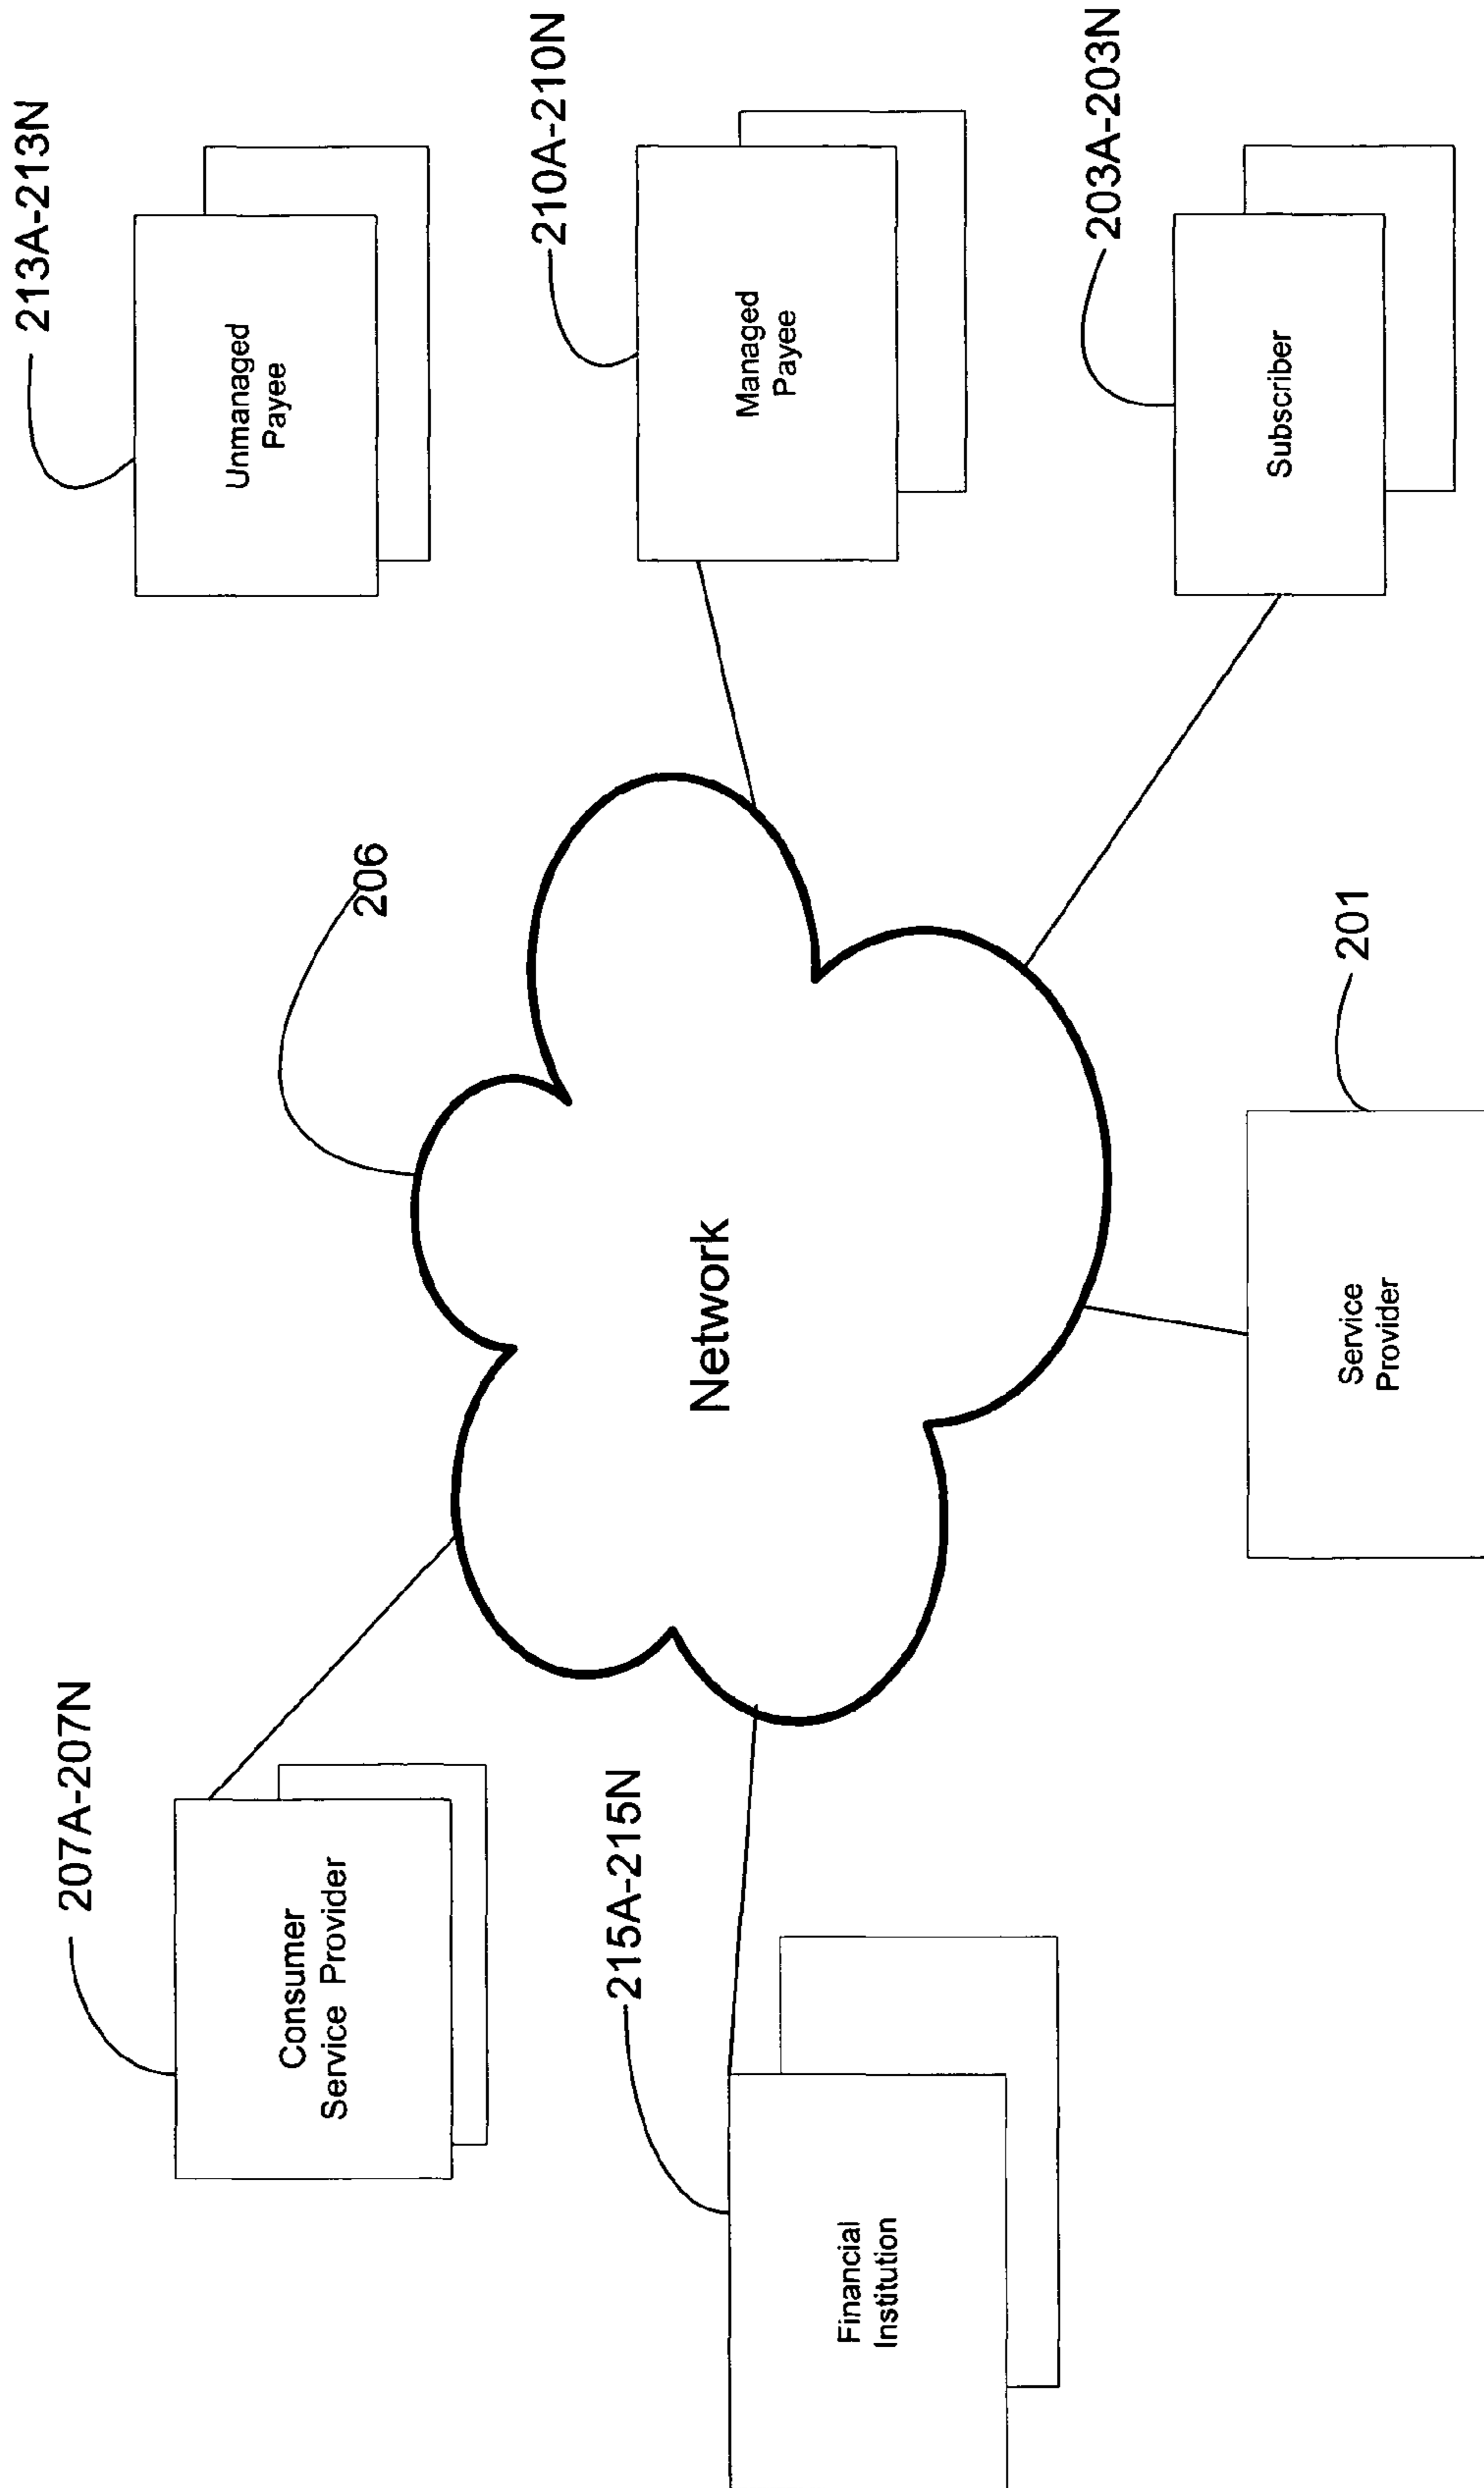 207A-207N
Consumer
Service Provider
206
213A-213N
Unmanaged
Payee
215A-215N
Financial
Institution
Network
210A-210N
Managed
Payee
Service
Provider
201
203A-203N
Subscriber